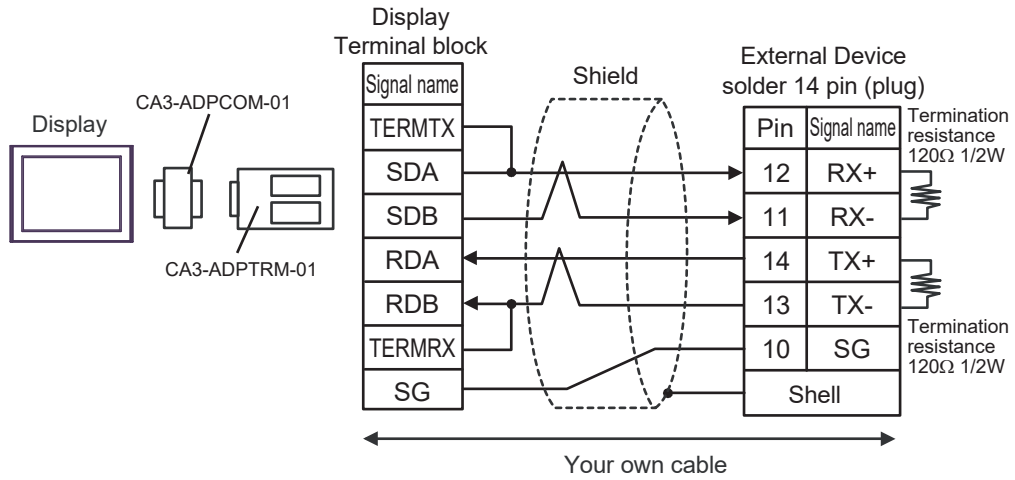 Display
Terminal block
External Device
solder 14 pin (plug)
Shield
CA3-ADPCOM-01
Display
CA3-ADPTRM-01
Signal name
TERMTX
SDA
SDB
RDA
RDB
TERMRX
SG
Pin Signal name
12 RX+
11 RX-
14 TX+
13 TX-
10 SG
Shell
Termination
resistance
120Ω 1/2W
Termination
resistance
120Ω 1/2W
Your own cable